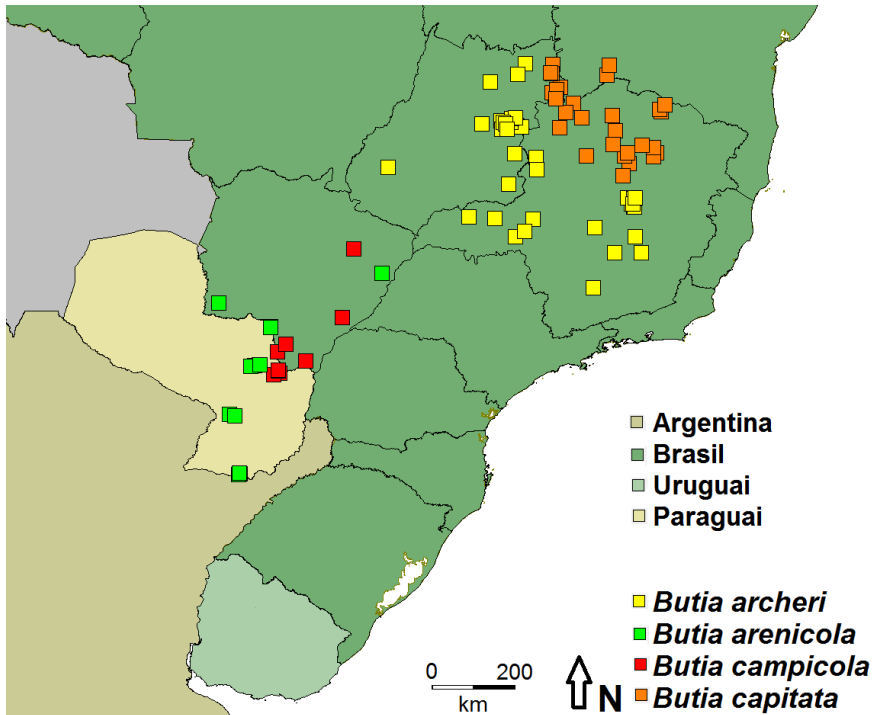 Argentina
Brasil
Uruguai
Paraguai
Butia archeri
Butia arenicola
Butia campicola
Butia capitata
0 200
km
N